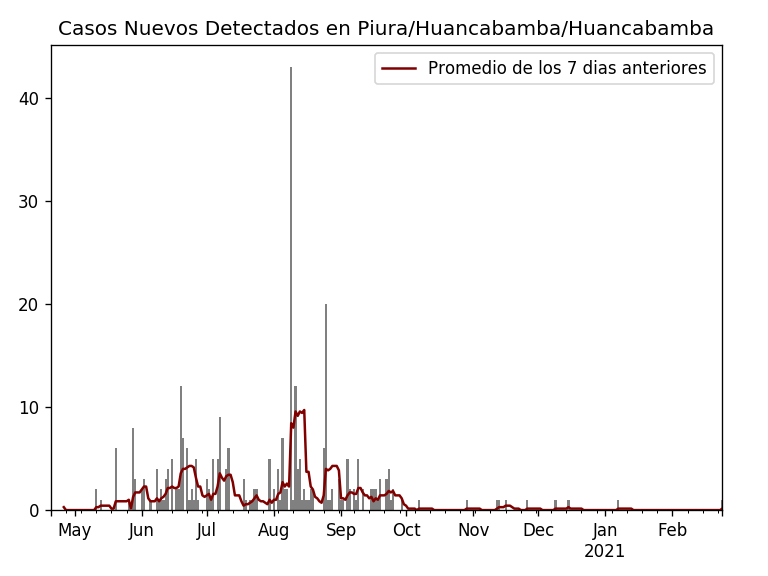 Casos Nuevos Detectados en Piura/Huancabamba/Huancabamba
Promedio de los 7 dias anteriores
40
30
20
10
0
May Jun Jul Aug Sep Oct Nov Dec Jan Feb
2021